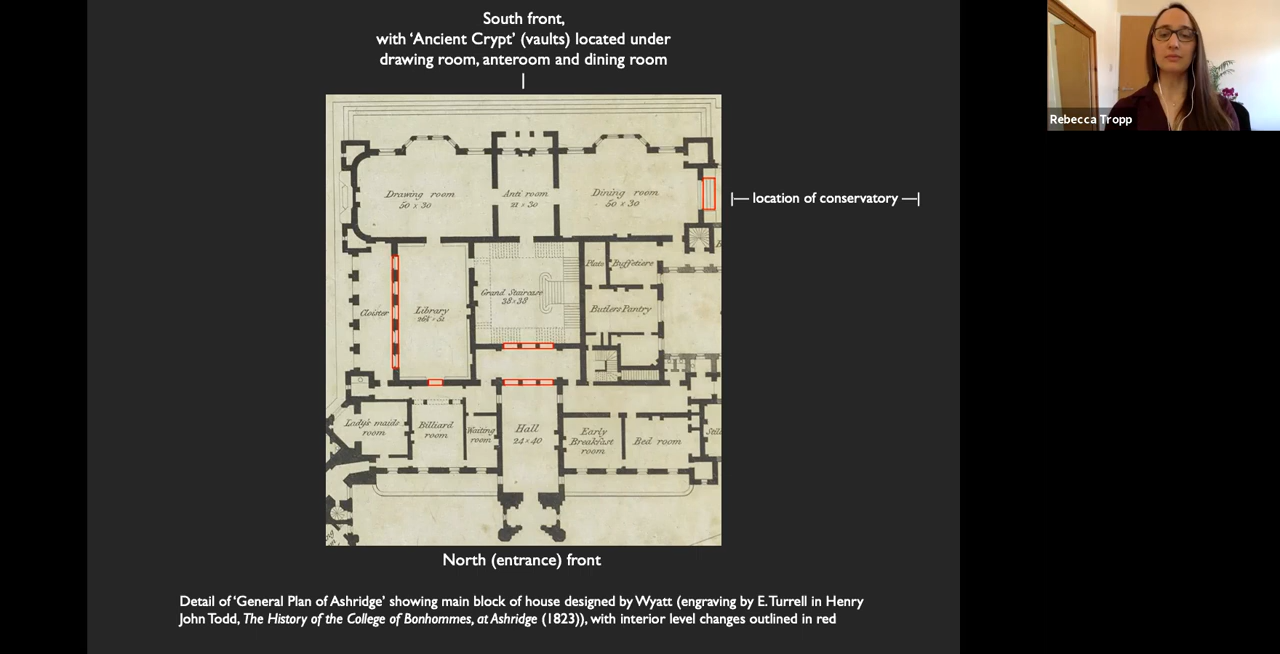 South front,
with ‘Ancient Crypt’ (vaults) located under
drawing room, anteroom and dining room
Rebecca Tropp
Drawing room
50 x 30
Anti room
21 x 30
Dining room
50 x 30
|— location of conservatory —|
Plate
Buffetiere
Cloister
Library
Grand Staircase
38 x 38
Butlers Pantry
Lady's maids
room
Billiard
room
Waiting
room
Hall
24 x 40
Early
Breakfast
room
Bed room
North (entrance) front
Detail of ‘General Plan of Ashridge’ showing main block of house designed by Wyatt (engraving by E. Turrell in Henry
John Todd, The History of the College of Bonhommes, at Ashridge (1823)), with interior level changes outlined in red